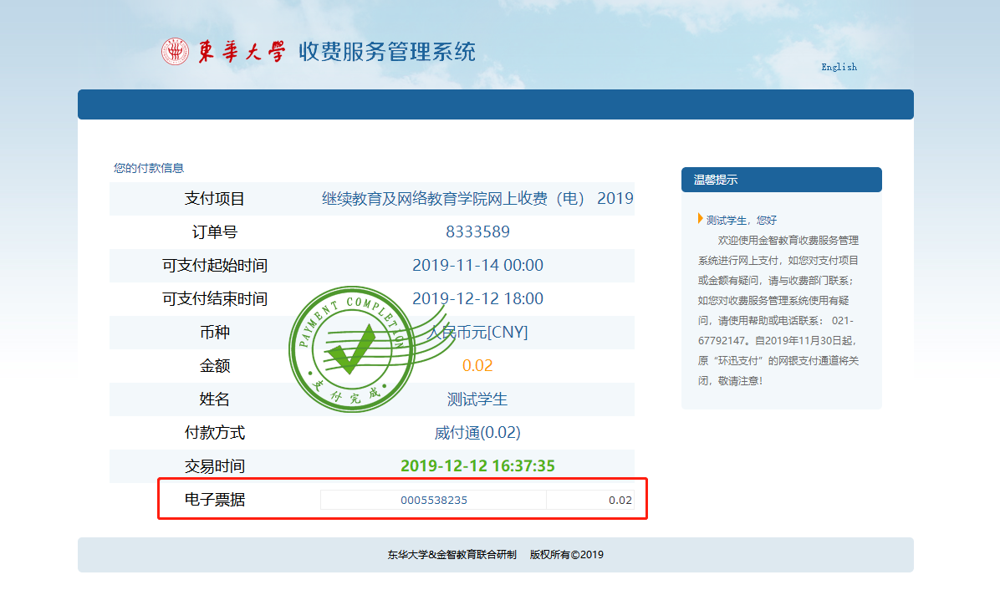 東華大學 收费服务管理系统
English
您的付款信息
支付项目 继续教育及网络教育学院网上收费（电） 2019
订单号 8333589
可支付起始时间 2019-11-14 00:00
可支付结束时间 2019-12-12 18:00
币种 人民币元[CNY]
金额 0.02
姓名 测试学生
付款方式 威付通(0.02)
交易时间 2019-12-12 16:37:35
电子票据 0005538235 0.02
PAYMENT COMPLETION
支付完成
温馨提示
测试学生，您好
欢迎使用金智教育收费服务管理
系统进行网上支付，如您对支付项目
或金额有疑问，请与收费部门联系；
如您对收费服务管理系统使用有疑
问，请使用帮助或电话联系： 021-
67792147。自2019年11月30日起，
原“环迅支付”的网银支付通道将关
闭，敬请注意！
东华大学&金智教育联合研制 版权所有©2019